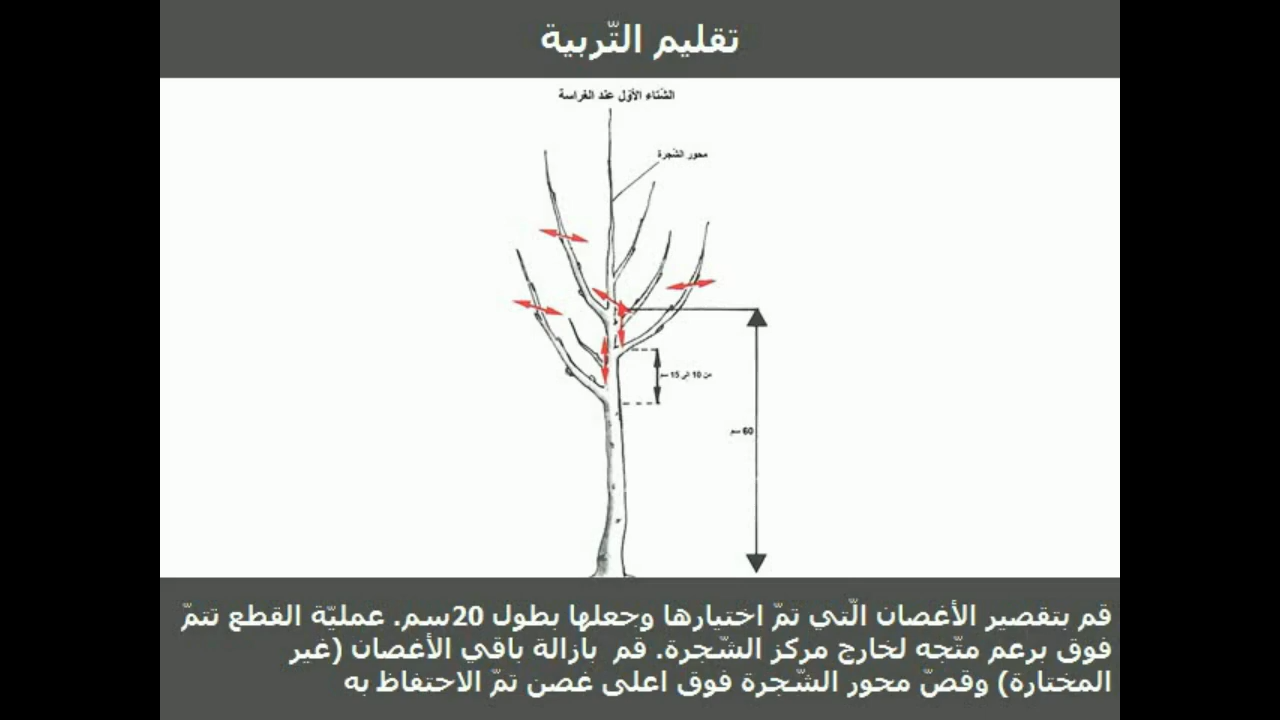 تقليم التّربية
الشّتاء الأوّل عند الغراسة
محور الشّجرة
من 10 الى 15 سم
60 سم
قم بتقصير الأغصان الّتي تمّ اختيارها وجعلها بطول 20سم. عمليّة القطع تتمّ
فوق برعم متّجه لخارج مركز الشّجرة. قم بازالة باقي الأغصان (غير
المختارة) وقصّ محور الشّجرة فوق اعلى غصن تمّ الاحتفاظ به